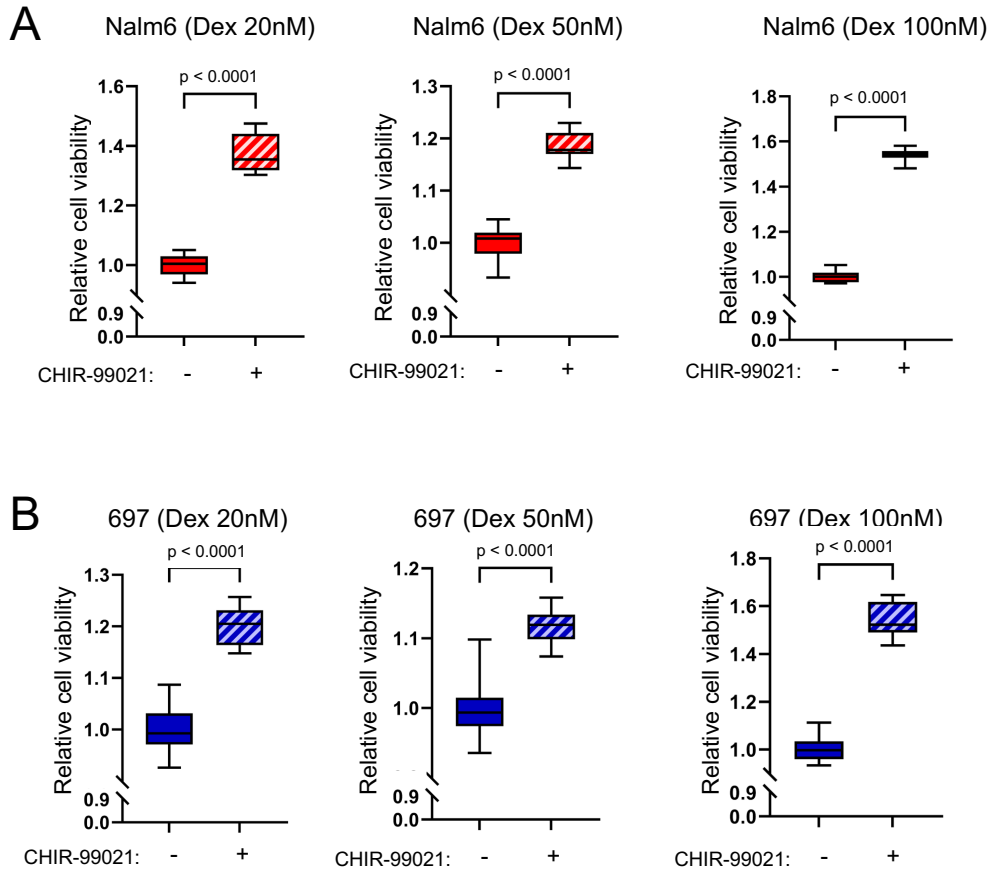 A
Nalm6 (Dex 20nM)
Nalm6 (Dex 50nM)
Nalm6 (Dex 100nM)
p < 0.0001
p < 0.0001
p < 0.0001
Relative cell viability
1.6
1.4
1.2
1.0
0.9
0.0
Relative cell viability
1.3
1.2
1.1
1.0
0.9
0.0
Relative cell viability
1.8
1.6
1.4
1.2
1.0
0.9
0.0
CHIR-99021: - +
CHIR-99021: - +
CHIR-99021: - +
B
697 (Dex 20nM)
697 (Dex 50nM)
697 (Dex 100nM)
p < 0.0001
p < 0.0001
p < 0.0001
Relative cell viability
1.3
1.2
1.1
1.0
0.9
0.0
Relative cell viability
1.2
1.1
1.0
0.9
0.0
Relative cell viability
1.8
1.6
1.4
1.2
1.0
0.9
0.0
CHIR-99021: - +
CHIR-99021: - +
CHIR-99021: - +